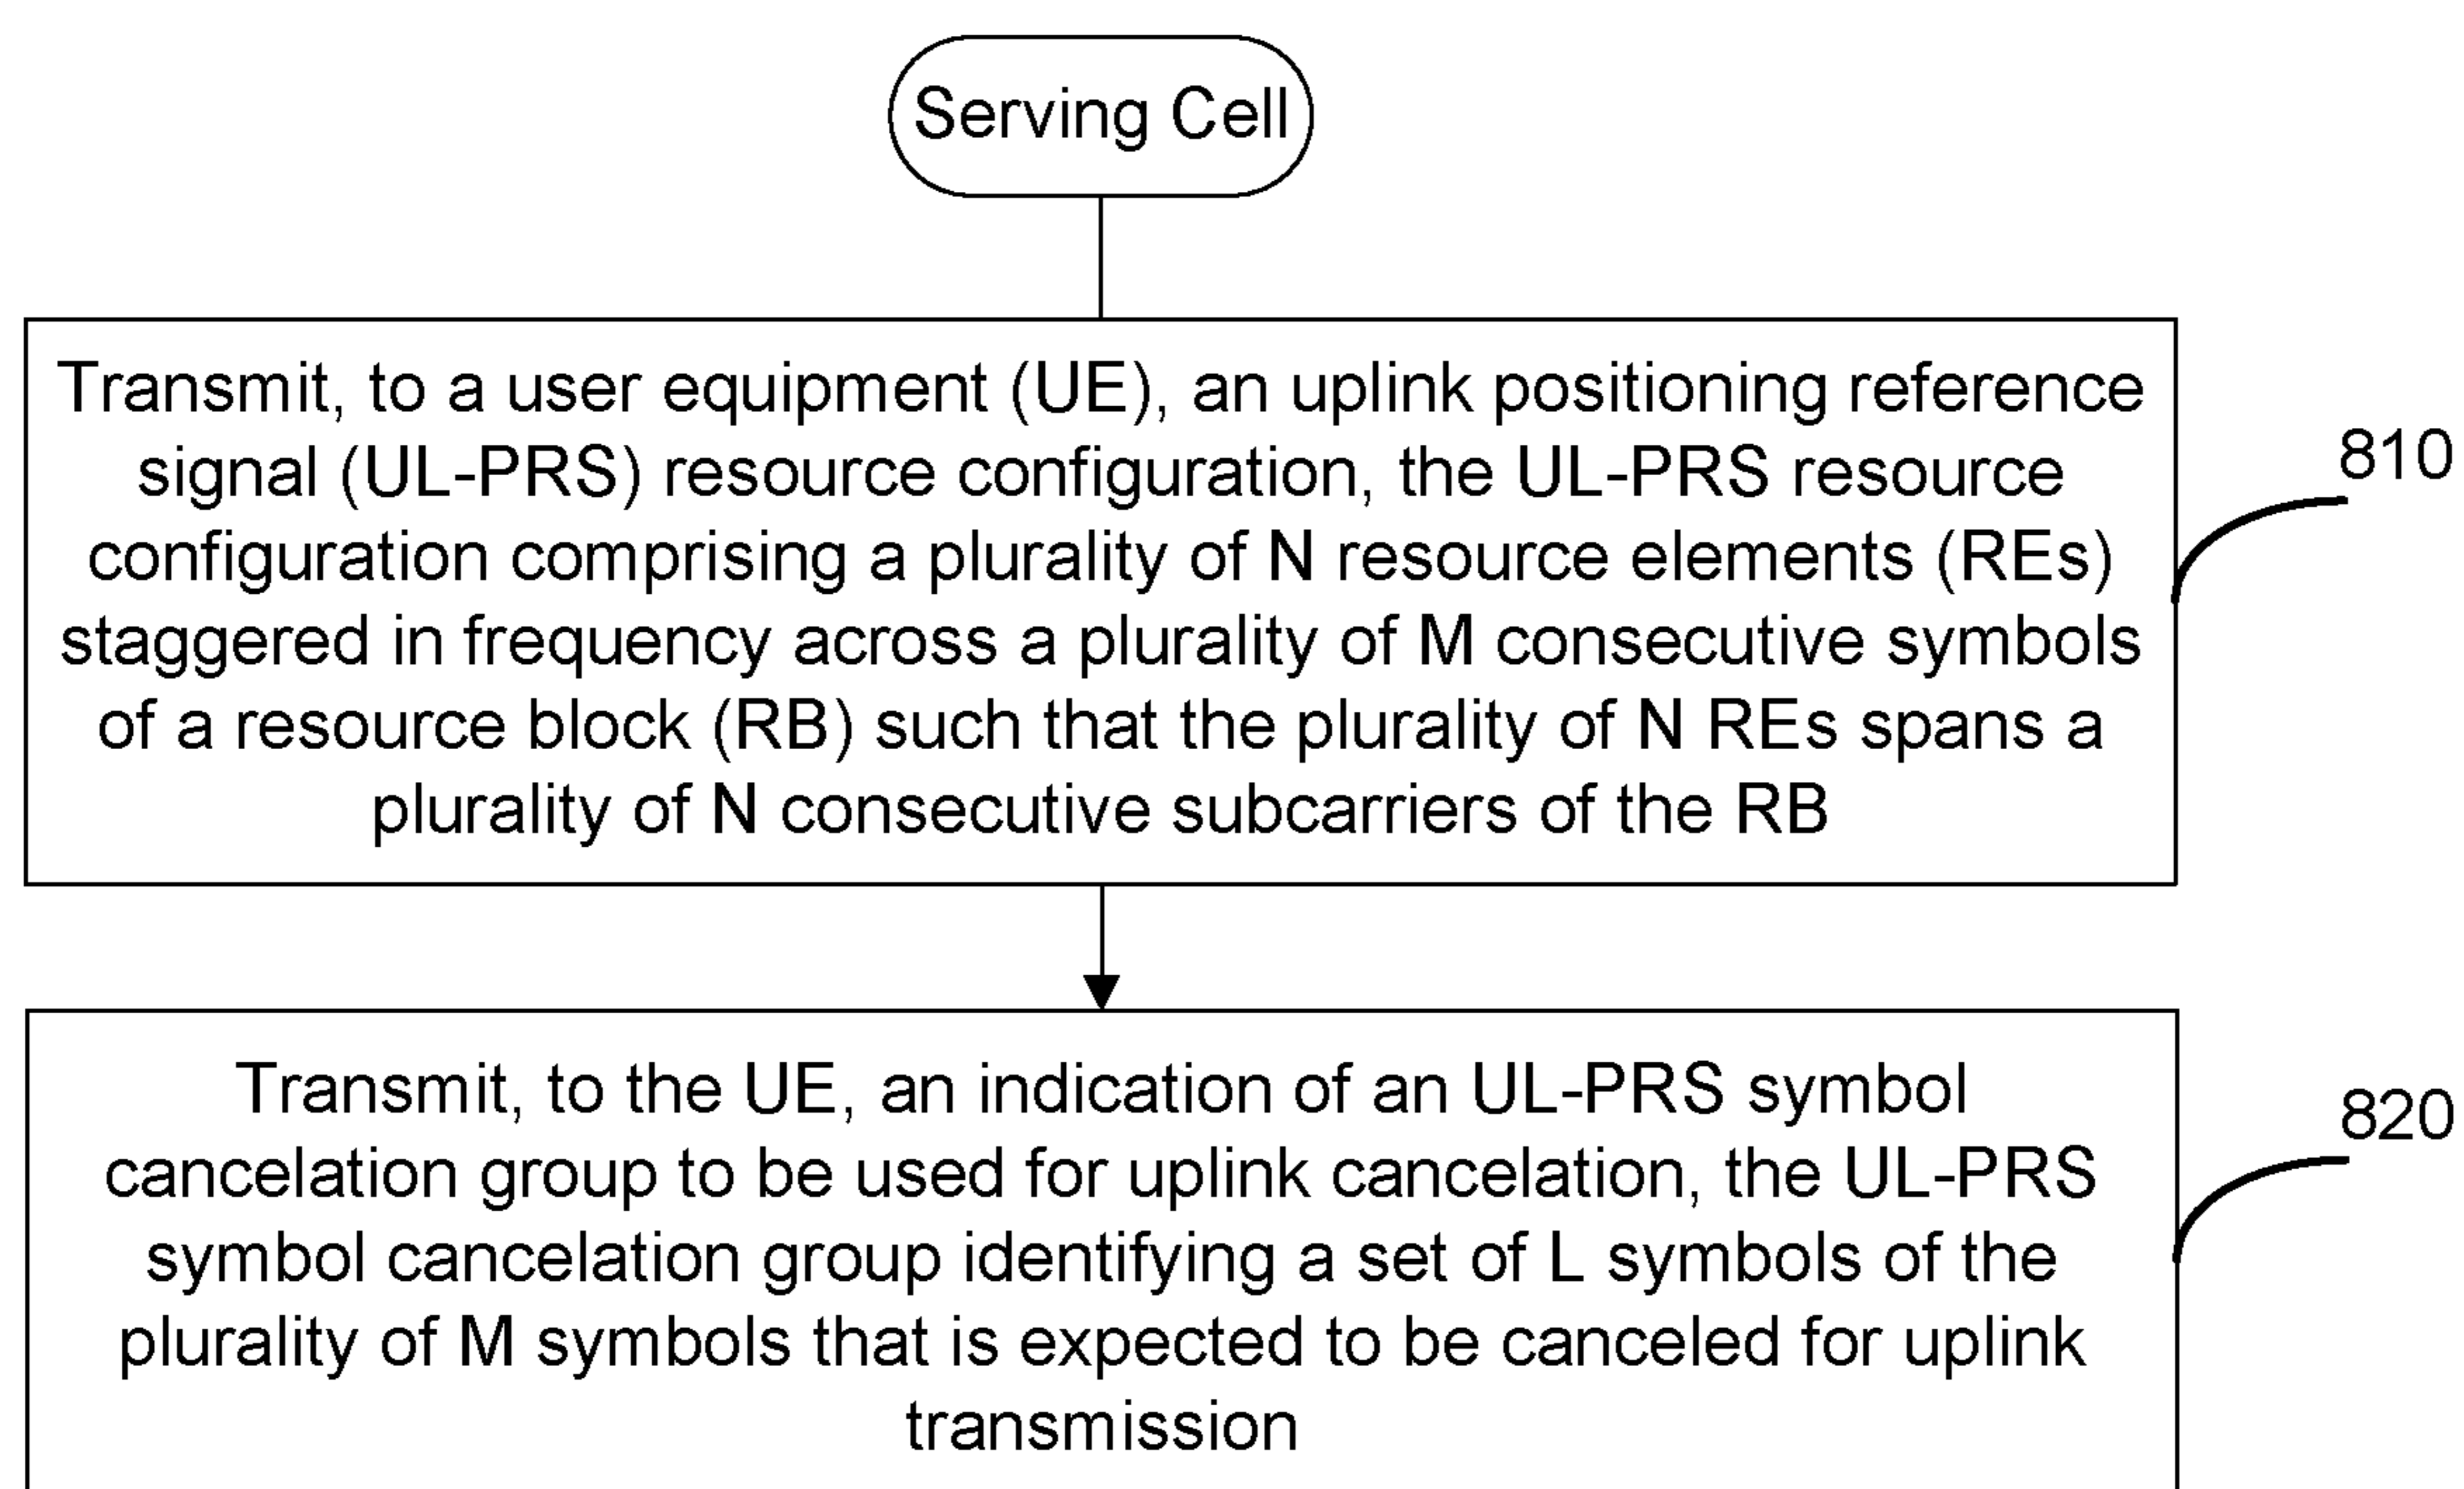 Serving Cell
Transmit, to a user equipment (UE), an uplink positioning reference
signal (UL-PRS) resource configuration, the UL-PRS resource
configuration comprising a plurality of N resource elements (REs)
staggered in frequency across a plurality of M consecutive symbols
of a resource block (RB) such that the plurality of N REs spans a
plurality of N consecutive subcarriers of the RB
810
Transmit, to the UE, an indication of an UL-PRS symbol
cancelation group to be used for uplink cancelation, the UL-PRS
symbol cancelation group identifying a set of L symbols of the
plurality of M symbols that is expected to be canceled for uplink
transmission
820